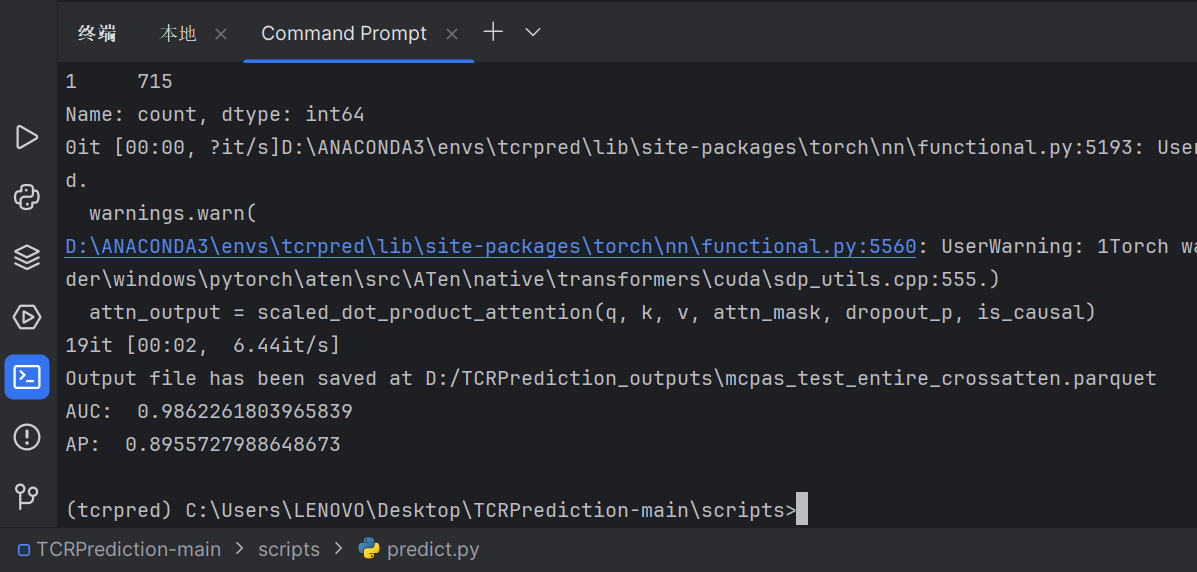 终端 本地 Command Prompt
1 715
Name: count, dtype: int64
0it [00:00, ?it/s]D:\ANACONDA3\envs\tcrpred\lib\site-packages\torch\nn\functional.py:5193: User
d.
warnings.warn(
D:\ANACONDA3\envs\tcrpred\lib\site-packages\torch\nn\functional.py:5560: UserWarning: 1Torch wa
der\windows\pytorch\aten\src\ATen\native\transformers\cuda\sdp_utils.cpp:555.)
attn_output = scaled_dot_product_attention(q, k, v, attn_mask, dropout_p, is_causal)
19it [00:02, 6.44it/s]
Output file has been saved at D:/TCRPrediction_outputs\mcpas_test_entire_crossatten.parquet
AUC: 0.9862261803965839
AP: 0.8955727988648673
(tcrpred) C:\Users\LENOVO\Desktop\TCRPrediction-main\scripts>
TCRPrediction-main > scripts > predict.py